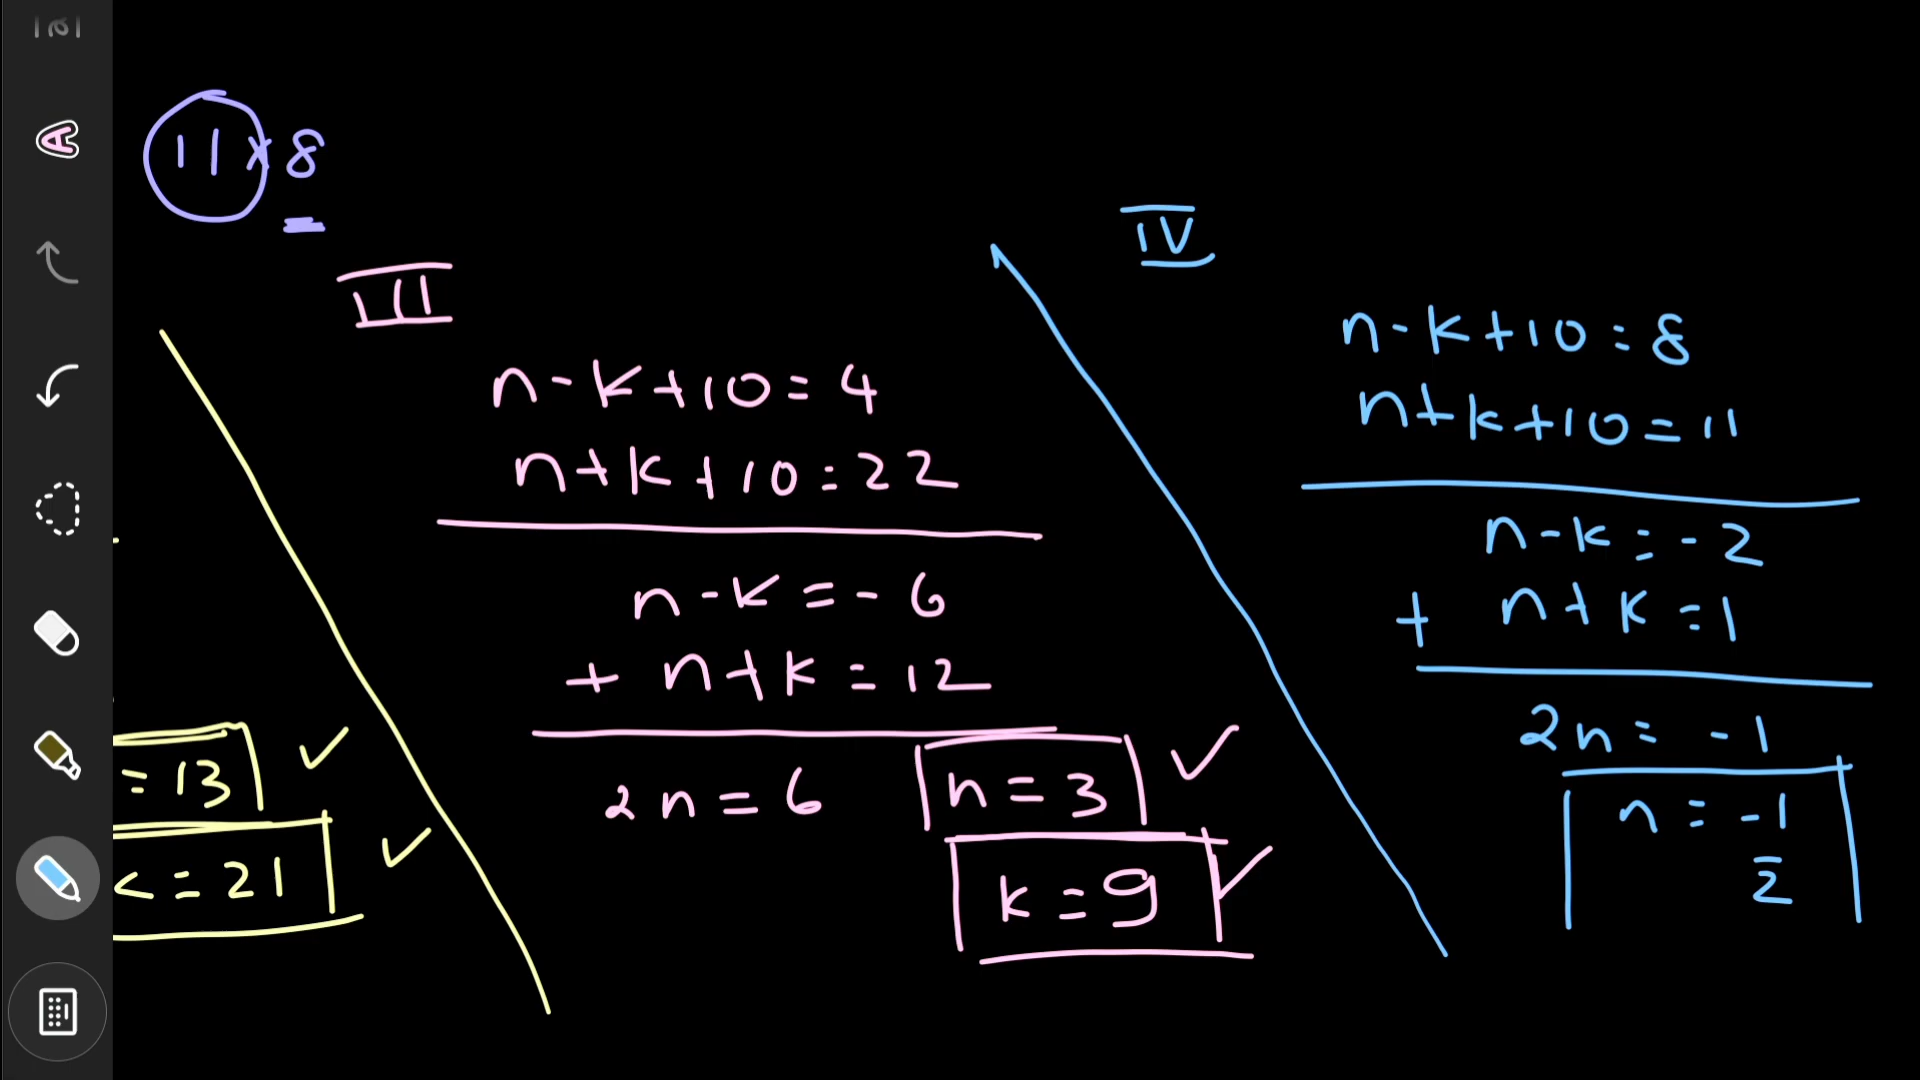 11×8
III
n-k+10=4
n+k+10=22
n-k=-6
+ n+k=12
2n=6
n=3
k=9
=13
k=21
IV
n-k+10=8
n+k+10=11
n-k=-2
+ n+k=1
2n=-1
n=-1
2